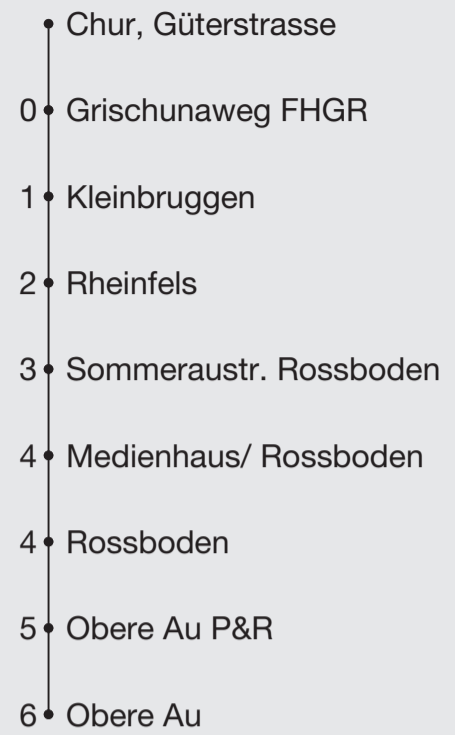 Chur, Güterstrasse
0 Grischunaweg FHGR
1 Kleinbruggen
2 Rheinfels
3 Sommeraustr. Rossboden
4 Medienhaus/ Rossboden
4 Rossboden
5 Obere Au P&R
6 Obere Au